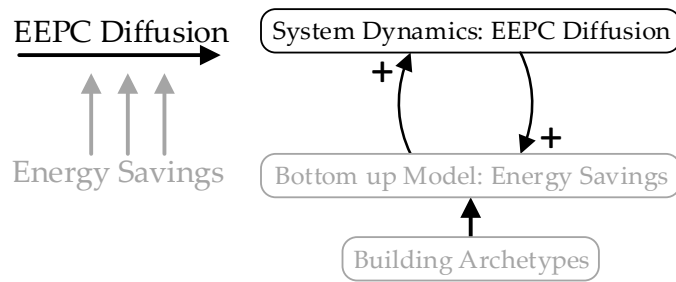 EEPC Diffusion
Energy Savings
System Dynamics: EEPC Diffusion
+
+
Bottom up Model: Energy Savings
Building Archetypes